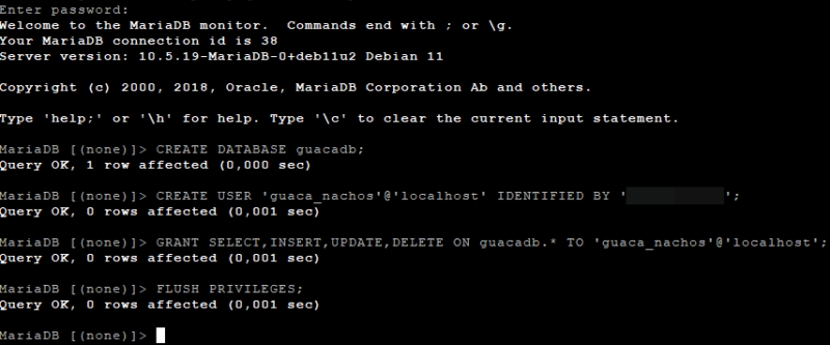 Enter password:
Welcome to the MariaDB monitor.  Commands end with ; or \g.
Your MariaDB connection id is 38
Server version: 10.5.19-MariaDB-0+deb11u2 Debian 11
Copyright (c) 2000, 2018, Oracle, MariaDB Corporation Ab and others.
Type 'help;' or '\h' for help. Type '\c' to clear the current input statement.
MariaDB [(none)]> CREATE DATABASE guacadb;
Query OK, 1 row affected (0,000 sec)
MariaDB [(none)]> CREATE USER 'guaca_nachos'@'localhost' IDENTIFIED BY '          ';
Query OK, 0 rows affected (0,001 sec)
MariaDB [(none)]> GRANT SELECT,INSERT,UPDATE,DELETE ON guacadb.* TO 'guaca_nachos'@'localhost';
Query OK, 0 rows affected (0,001 sec)
MariaDB [(none)]> FLUSH PRIVILEGES;
Query OK, 0 rows affected (0,001 sec)
MariaDB [(none)]>